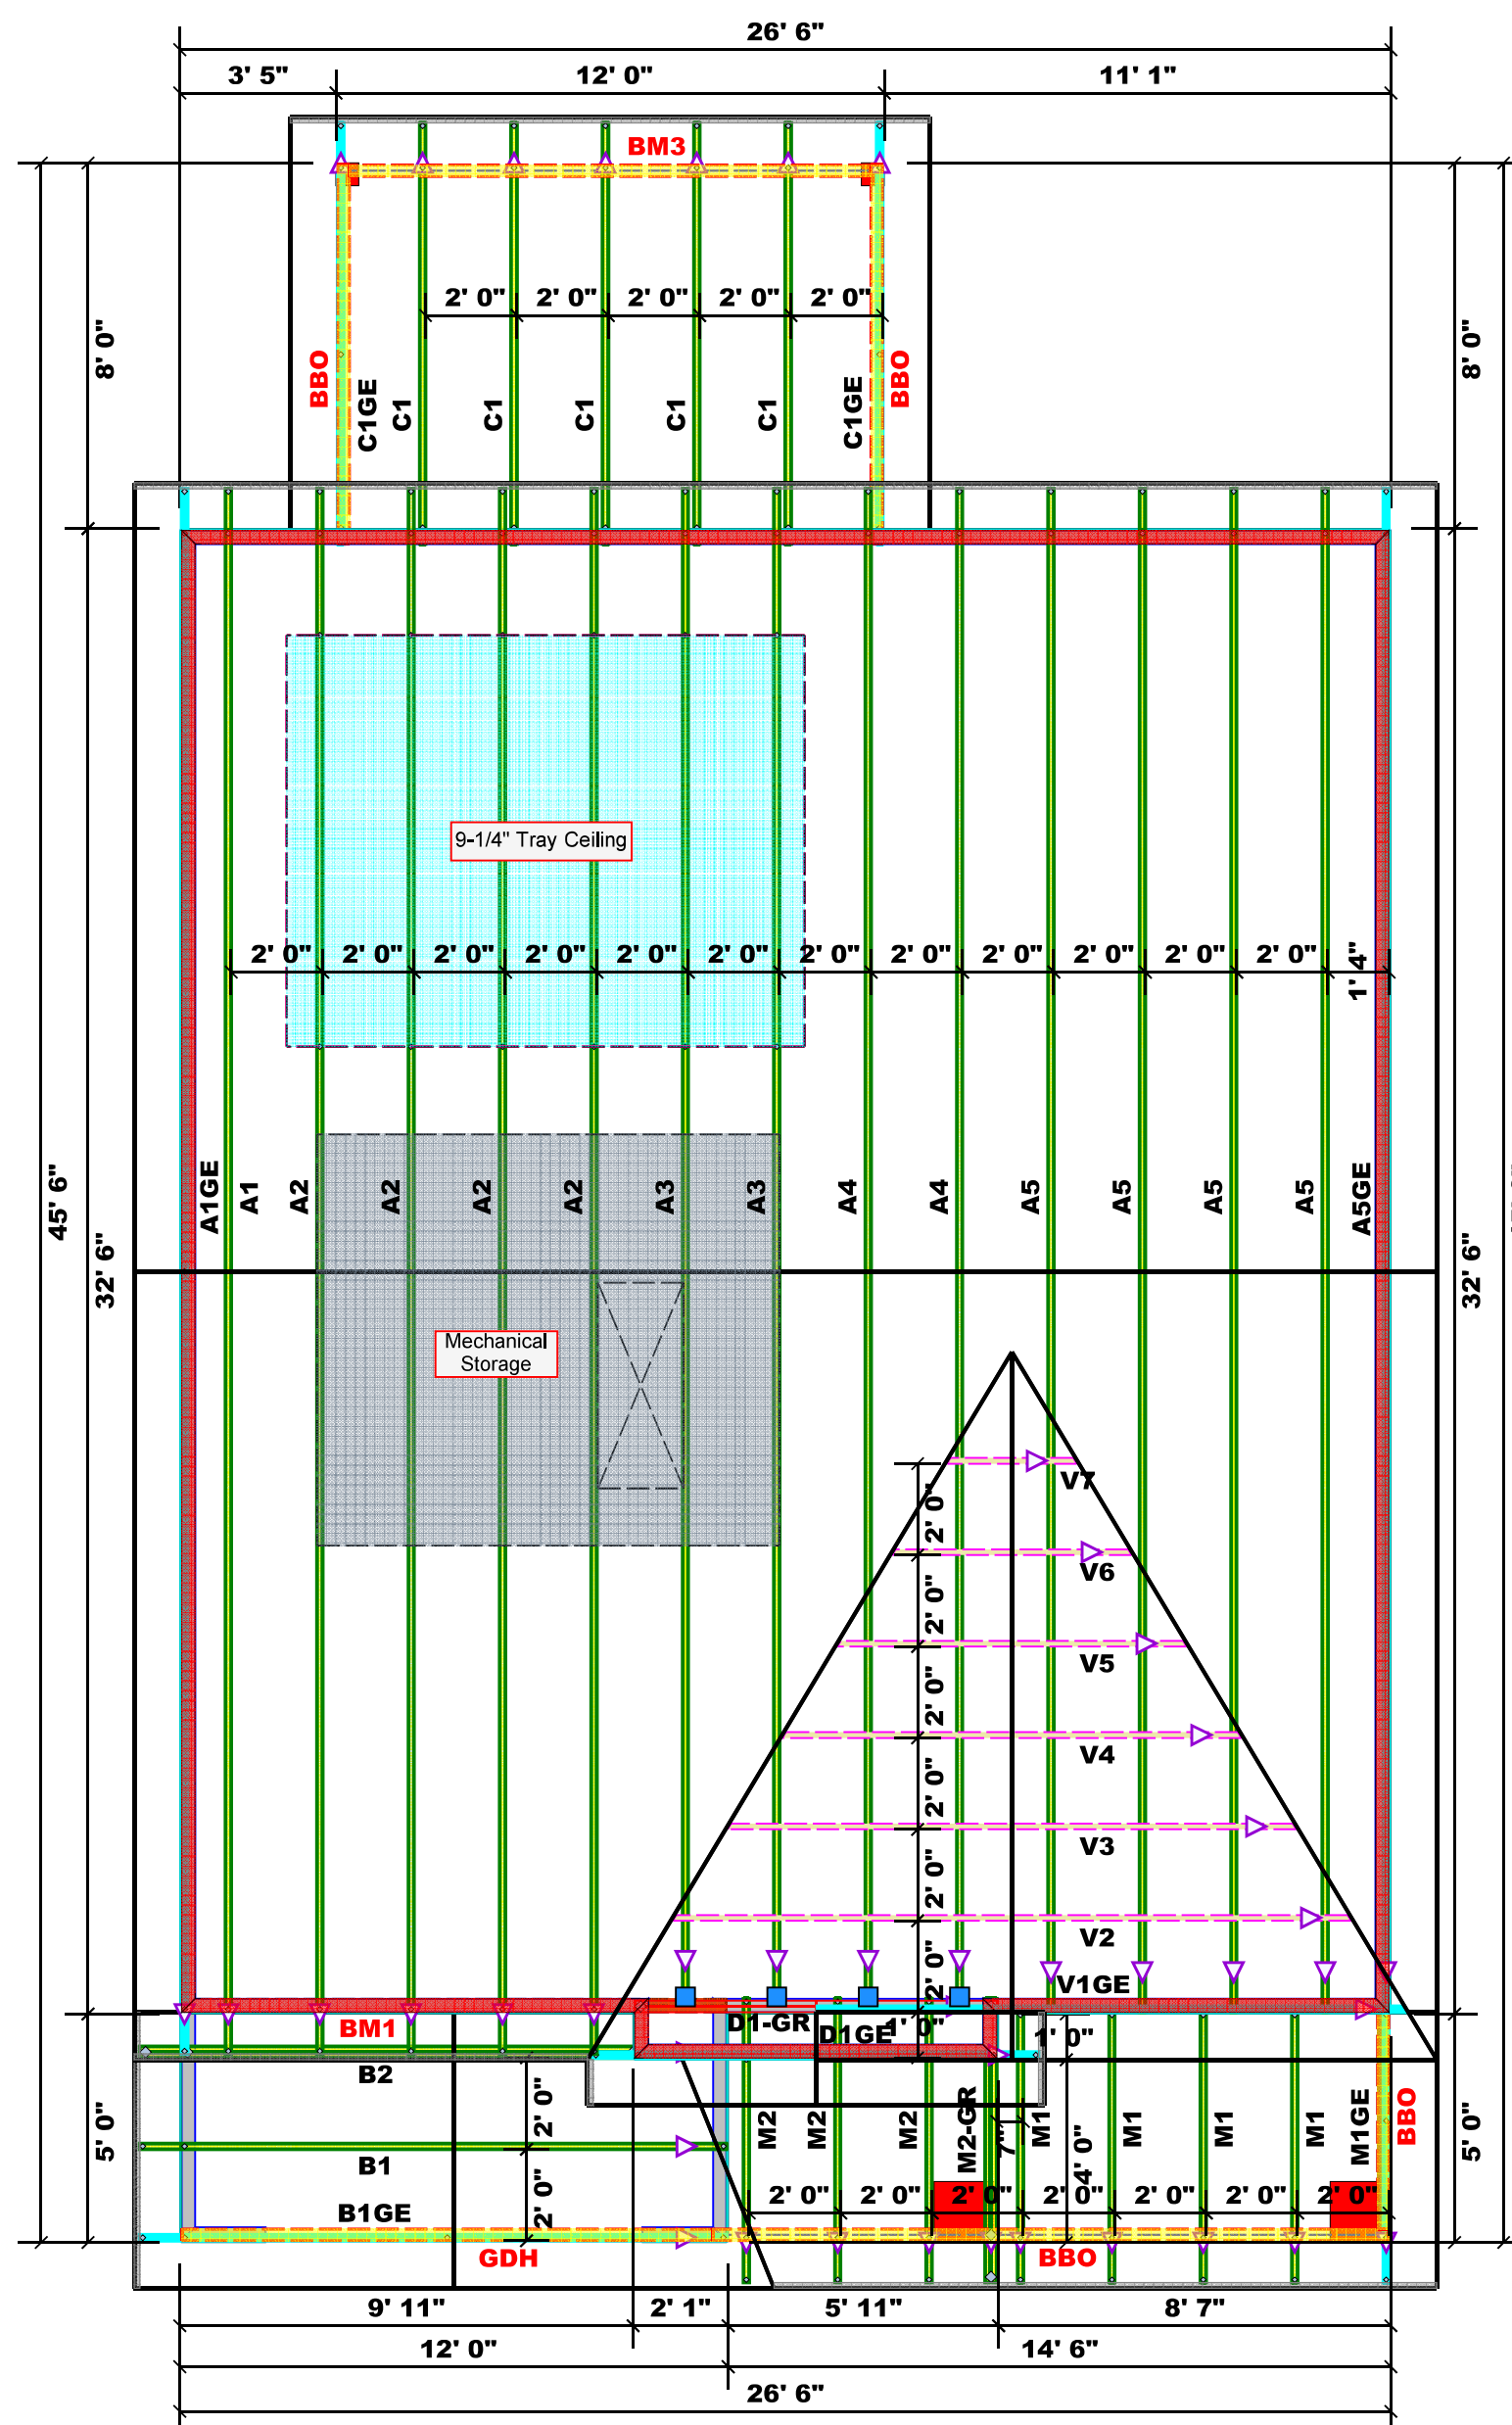 26' 6"
3' 5" 12' 0" 11' 1"
BM3
2' 0" 2' 0" 2' 0" 2' 0" 2' 0"
8' 0" 8' 0"
BBO C1GE C1 C1 C1 C1 C1 C1GE BBO
9-1/4" Tray Ceiling
2' 0" 2' 0" 2' 0" 2' 0" 2' 0" 2' 0" 2' 0" 2' 0" 2' 0" 2' 0" 2' 0" 2' 0" 1' 4"
45' 6" 32' 6" 32' 6"
A1GE A1 A2 A2 A2 A2 A3 A3 A4 A4 A5 A5 A5 A5 A5GE
Mechanical
Storage
V7
2' 0"
V6
2' 0"
V5
2' 0"
V4
2' 0"
V3
2' 0"
V2
2' 0"
V1GE
BM1 D1-GR D1GE 1' 0" 1' 0"
B2
5' 0" 2' 0" M2 M2 M2 M2-GR 7" M1 4' 0" M1 M1 M1 M1GE BBO 5' 0"
B1
2' 0" 2' 0" 2' 0" 2' 0" 2' 0" 2' 0" 2' 0" 2' 0"
B1GE
GDH BBO
9' 11" 2' 1" 5' 11" 8' 7"
12' 0" 14' 6"
26' 6"